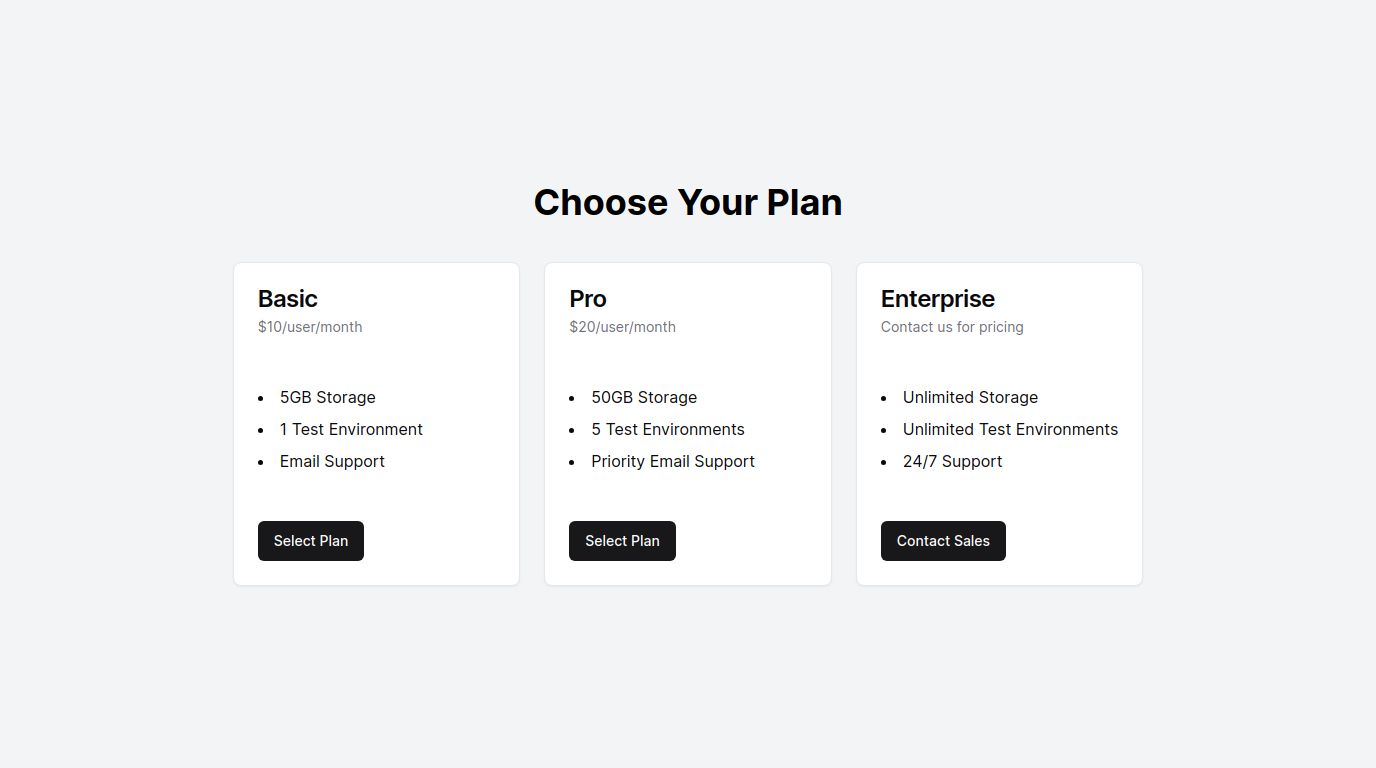 Choose Your Plan
Basic
$10/user/month
5GB Storage
1 Test Environment
Email Support
Select Plan
Pro
$20/user/month
50GB Storage
5 Test Environments
Priority Email Support
Select Plan
Enterprise
Contact us for pricing
Unlimited Storage
Unlimited Test Environments
24/7 Support
Contact Sales